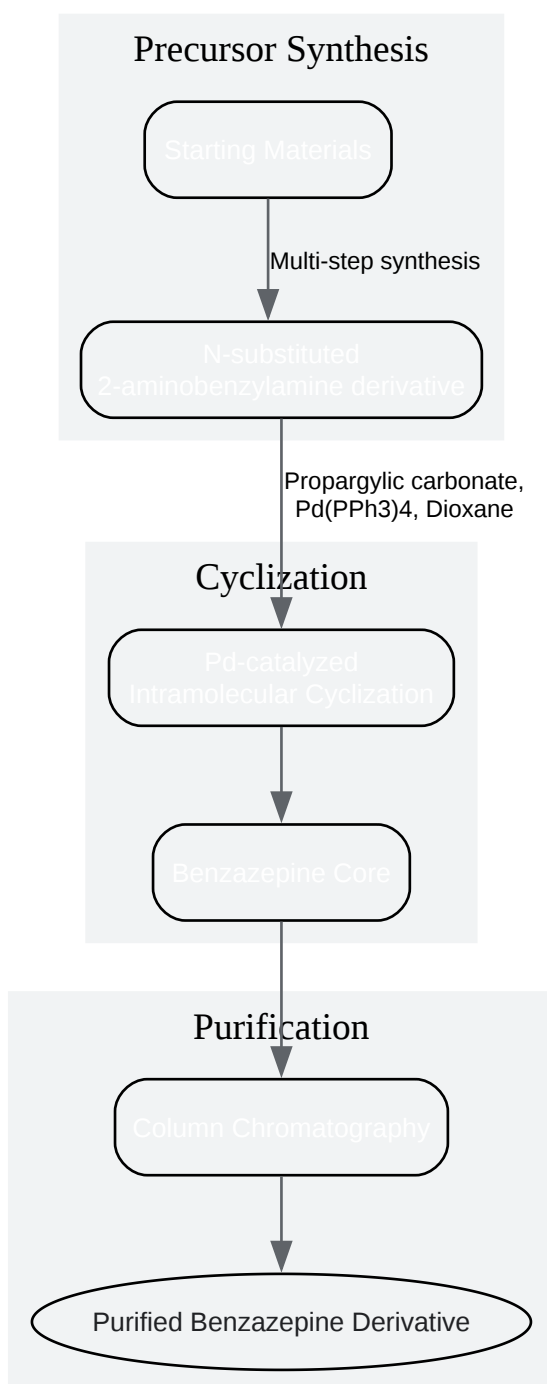 Precursor Synthesis
Starting Materials
Multi-step synthesis
N-substituted
2-aminobenzylamine derivative
Propargylic carbonate,
Pd(PPh3)4, Dioxane
Cyclization
Pd-catalyzed
Intramolecular Cyclization
Benzazepine Core
Purification
Column Chromatography
Purified Benzazepine Derivative